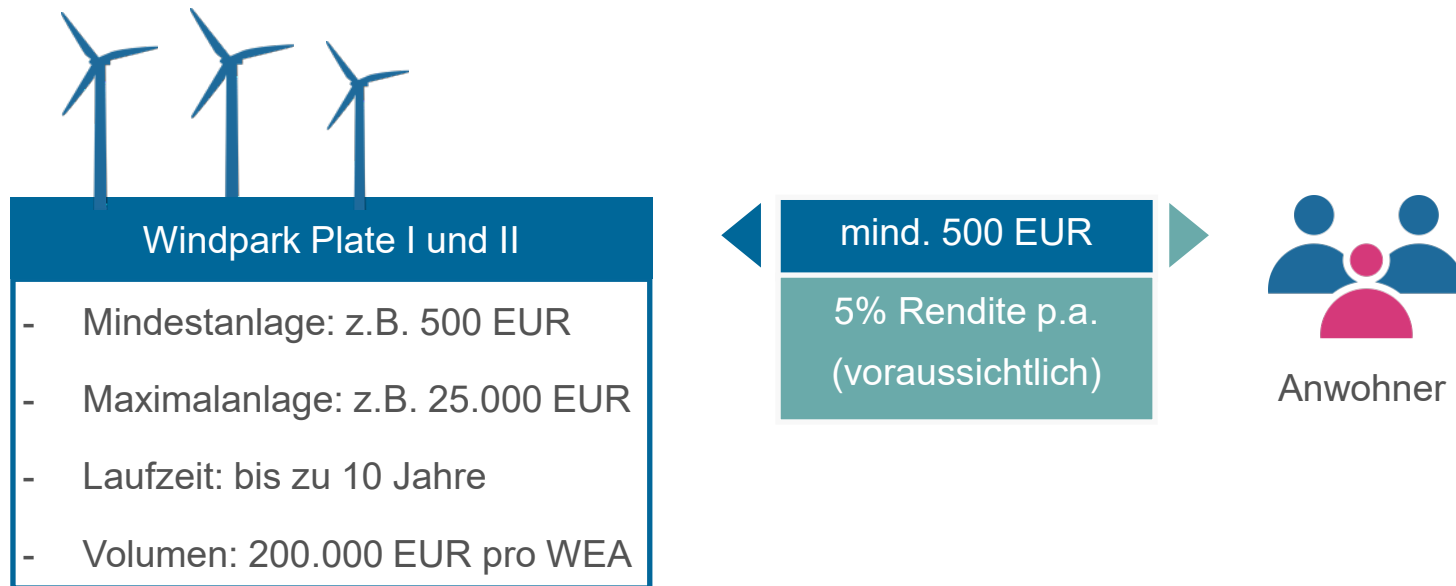 Windpark Plate I und II
- Mindestanlage: z.B. 500 EUR
- Maximalanlage: z.B. 25.000 EUR
- Laufzeit: bis zu 10 Jahre
- Volumen: 200.000 EUR pro WEA
mind. 500 EUR
5% Rendite p.a.
(voraussichtlich)
Anwohner